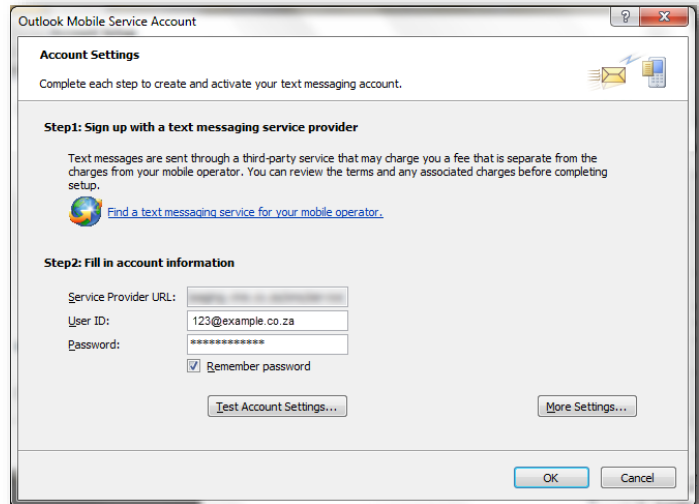 Outlook Mobile Service Account
Account Settings
Complete each step to create and activate your text messaging account.
Step1: Sign up with a text messaging service provider
Text messages are sent through a third-party service that may charge you a fee that is separate from the
charges from your mobile operator. You can review the terms and any associated charges before completing
setup.
Find a text messaging service for your mobile operator.
Step2: Fill in account information
Service Provider URL:
User ID: 123@example.co.za
Password: ************
Remember password
Test Account Settings... More Settings...
OK Cancel